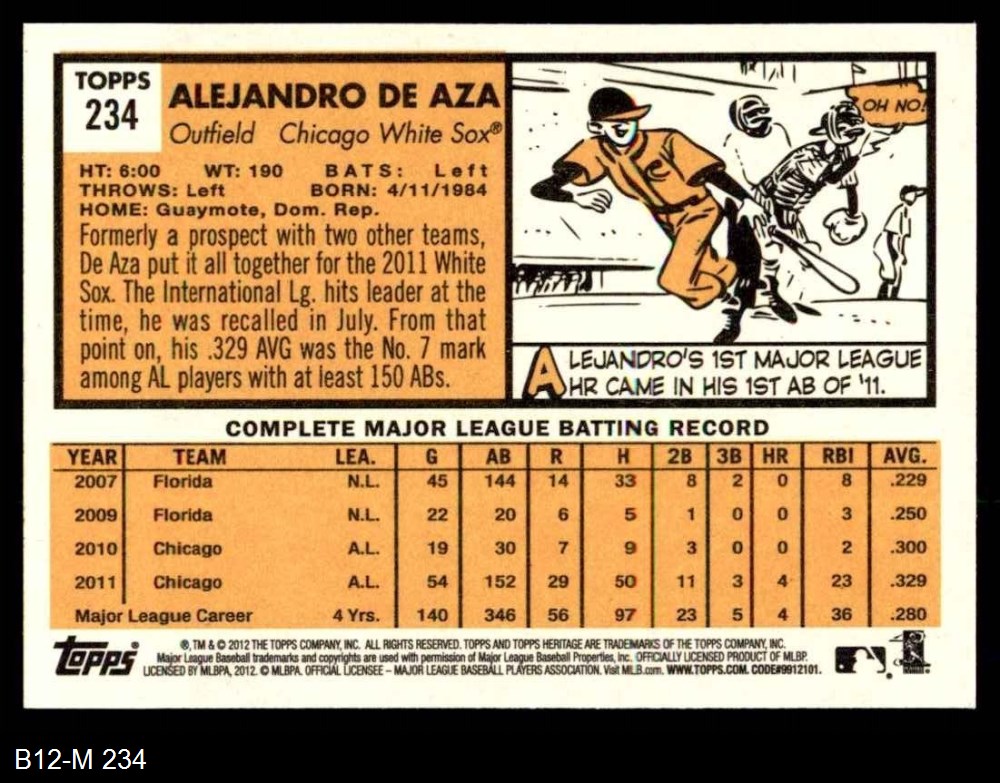 TOPPS
234
ALEJANDRO DE AZA
Outfield Chicago White Sox®
HT: 6:00 WT: 190 BATS: Left
THROWS: Left BORN: 4/11/1984
HOME: Guaymote, Dom. Rep.
Formerly a prospect with two other teams,
De Aza put it all together for the 2011 White
Sox. The International Lg. hits leader at the
time, he was recalled in July. From that
point on, his .329 AVG was the No. 7 mark
among AL players with at least 150 ABs.
OH NO!
C
ALEJANDRO'S 1ST MAJOR LEAGUE
HR CAME IN HIS 1ST AB OF '11.
COMPLETE MAJOR LEAGUE BATTING RECORD
YEAR TEAM LEA. G AB R H 2B 3B HR RBI AVG.
2007 Florida N.L. 45 144 14 33 8 2 0 8 .229
2009 Florida N.L. 22 20 6 5 1 0 0 3 .250
2010 Chicago A.L. 19 30 7 9 3 0 0 2 .300
2011 Chicago A.L. 54 152 29 50 11 3 4 23 .329
Major League Career 4 Yrs. 140 346 56 97 23 5 4 36 .280
Topps
®, TM & © 2012 THE TOPPS COMPANY, INC. ALL RIGHTS RESERVED. TOPPS AND TOPPS HERITAGE ARE TRADEMARKS OF THE TOPPS COMPANY, INC.
Major League Baseball trademarks and copyrights are used with permission of Major League Baseball Properties, Inc. OFFICIALLY LICENSED PRODUCT OF MLBP.
LICENSED BY MLBPA, 2012. © MLBPA. OFFICIAL LICENSEE – MAJOR LEAGUE BASEBALL PLAYERS ASSOCIATION. Visit MLB.com. WWW.TOPPS.COM. CODE#9912101.
B12-M 234